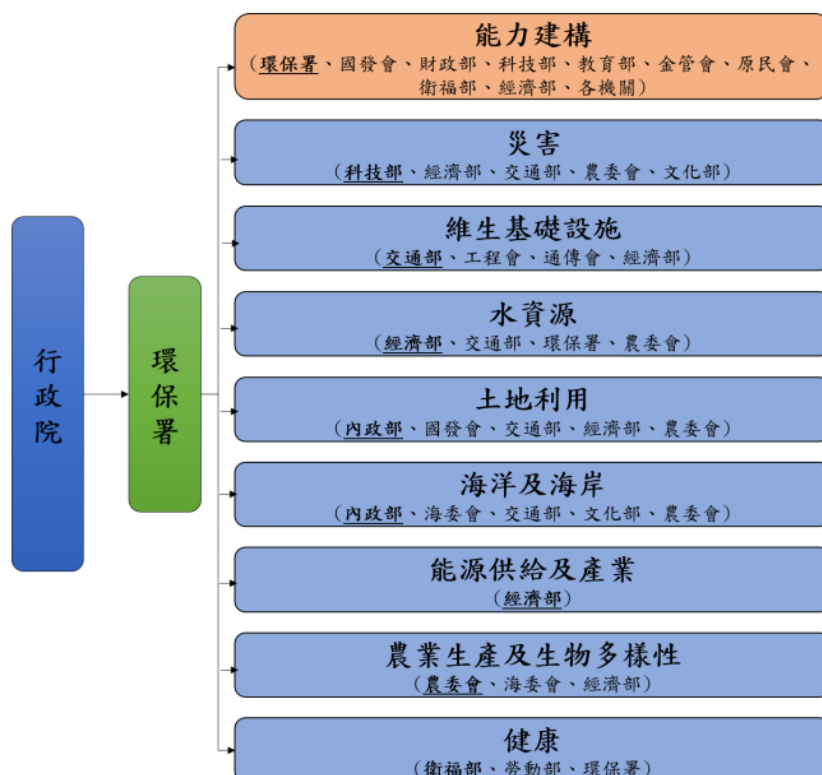 行政院
環保署
能力建構
（環保署、國發會、財政部、科技部、教育部、金管會、原民會、
衛福部、經濟部、各機關）
災害
（科技部、經濟部、交通部、農委會、文化部）
維生基礎設施
（交通部、工程會、通傳會、經濟部）
水資源
（經濟部、交通部、環保署、農委會）
土地利用
（內政部、國發會、交通部、經濟部、農委會）
海洋及海岸
（內政部、海委會、交通部、文化部、農委會）
能源供給及產業
（經濟部）
農業生產及生物多樣性
（農委會、海委會、經濟部）
健康
（衛福部、勞動部、環保署）